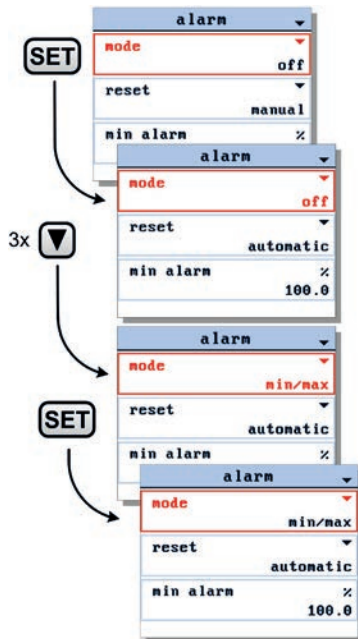 alarm
SET
mode
off
reset
manual
min alarm %
alarm
mode
off
3x
reset
automatic
min alarm %
100.0
alarm
mode
min/max
SET
reset
automatic
min alarm %
alarm
mode
min/max
reset
automatic
min alarm %
100.0